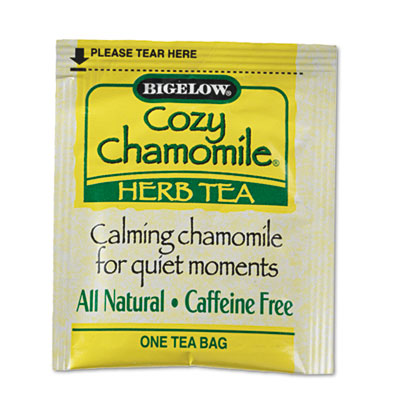 PLEASE TEAR HERE
BIGELOW®
Cozy
Chamomile®
HERB TEA
Calming chamomile
for quiet moments
All Natural • Caffeine Free
ONE TEA BAG